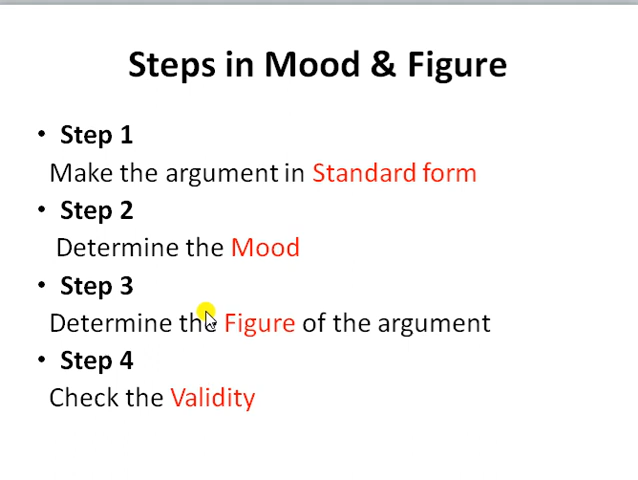 Steps in Mood & Figure
• Step 1
Make the argument in Standard form
• Step 2
Determine the Mood
• Step 3
Determine the Figure of the argument
• Step 4
Check the Validity